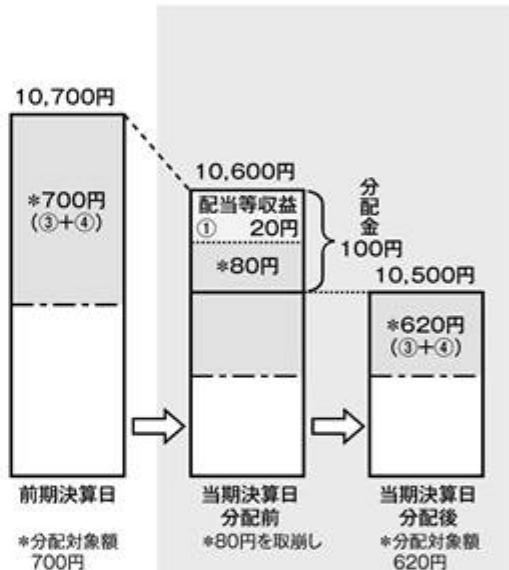 10,700円
*700円
(③+④)
前期決算日
*分配対象額
700円
10,600円
配当等収益
① 20円
*80円
分配金
100円
当期決算日
分配前
*80円を取崩し
10,500円
*620円
(③+④)
当期決算日
分配後
*分配対象額
620円